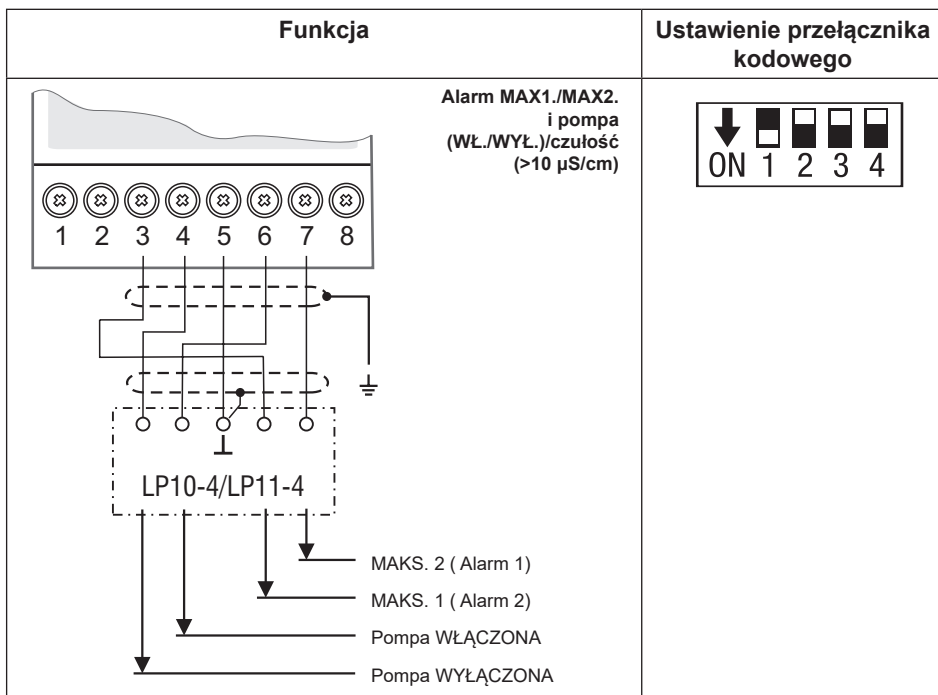 Funkcja
Ustawienie przełącznika
kodowego
Alarm MAX1./MAX2.
i pompa
(WŁ./WYŁ.)/czułość
(>10 µS/cm)
ON 1 2 3 4
1 2 3 4 5 6 7 8
LP10-4/LP11-4
MAKS. 2 ( Alarm 1)
MAKS. 1 ( Alarm 2)
Pompa WŁĄCZONA
Pompa WYŁĄCZONA